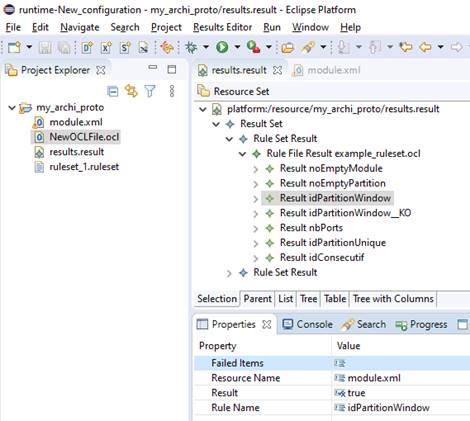 runtime-New_configuration - my_archi_proto/results.result - Eclipse Platform
File Edit Navigate Search Project Results Editor Run Window Help
Project Explorer
my_archi_proto
module.xml
NewOCLFile.ocl
results.result
ruleset_1.ruleset
results.result
module.xml
Resource Set
platform:/resource/my_archi_proto/results.result
Result Set
Rule Set Result
Rule File Result example_ruleset.ocl
Result noEmptyModule
Result noEmptyPartition
Result idPartitionWindow
Result idPartitionWindow__KO
Result nbPorts
Result idPartitionUnique
Result idConsecutif
Rule Set Result
Selection Parent List Tree Table Tree with Columns
Properties Console Search Progress
Property Value
Failed Items
Resource Name module.xml
Result true
Rule Name idPartitionWindow